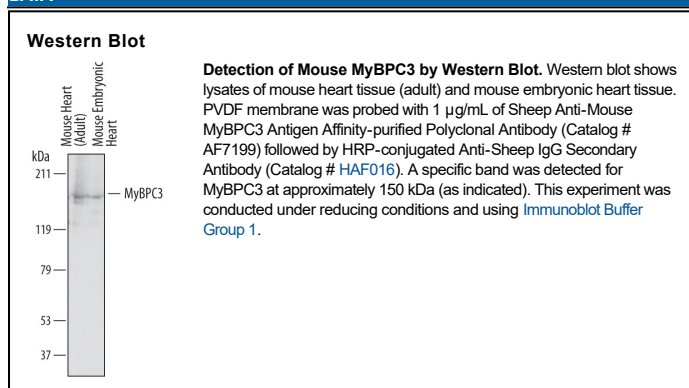 Western Blot
Mouse Heart
(Adult)
Mouse Embryonic
Heart
kDa
211
MyBPC3
119
79
53
37
Detection of Mouse MyBPC3 by Western Blot. Western blot shows
lysates of mouse heart tissue (adult) and mouse embryonic heart tissue.
PVDF membrane was probed with 1 µg/mL of Sheep Anti-Mouse
MyBPC3 Antigen Affinity-purified Polyclonal Antibody (Catalog #
AF7199) followed by HRP-conjugated Anti-Sheep IgG Secondary
Antibody (Catalog # HAF016). A specific band was detected for
MyBPC3 at approximately 150 kDa (as indicated). This experiment was
conducted under reducing conditions and using Immunoblot Buffer
Group 1.